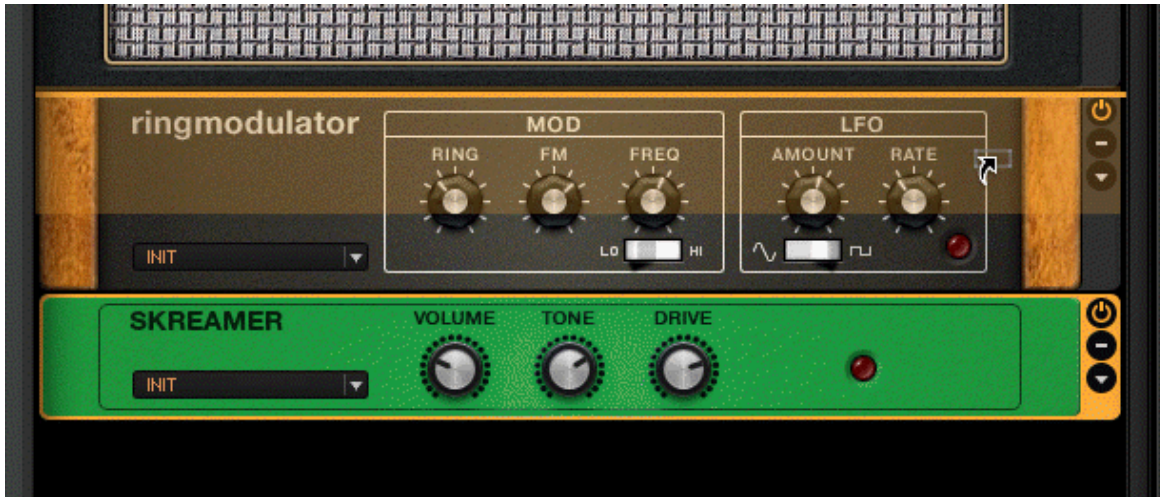 ringmodulator
MOD
LFO
RING FM FREQ
AMOUNT RATE
LO HI
INIT
SKREAMER
VOLUME TONE DRIVE
INIT